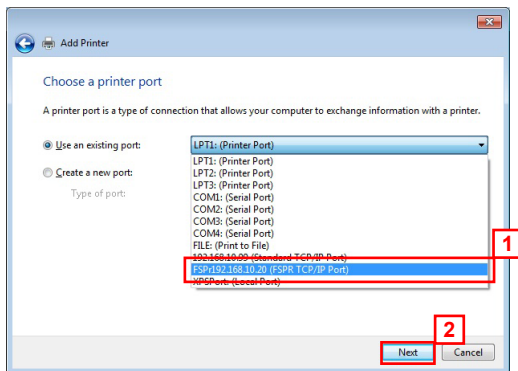 Add Printer
Choose a printer port
A printer port is a type of connection that allows your computer to exchange information with a printer.
Use an existing port:
LPT1: (Printer Port)
LPT1: (Printer Port)
LPT2: (Printer Port)
Create a new port:
LPT3: (Printer Port)
Type of port:
COM1: (Serial Port)
COM2: (Serial Port)
COM3: (Serial Port)
COM4: (Serial Port)
FILE: (Print to File)
192.168.10.99 (Standard TCP/IP Port)
1
FSPr192.168.10.20 (FSPR TCP/IP Port)
XPSPort: (Local Port)
2
Next
Cancel